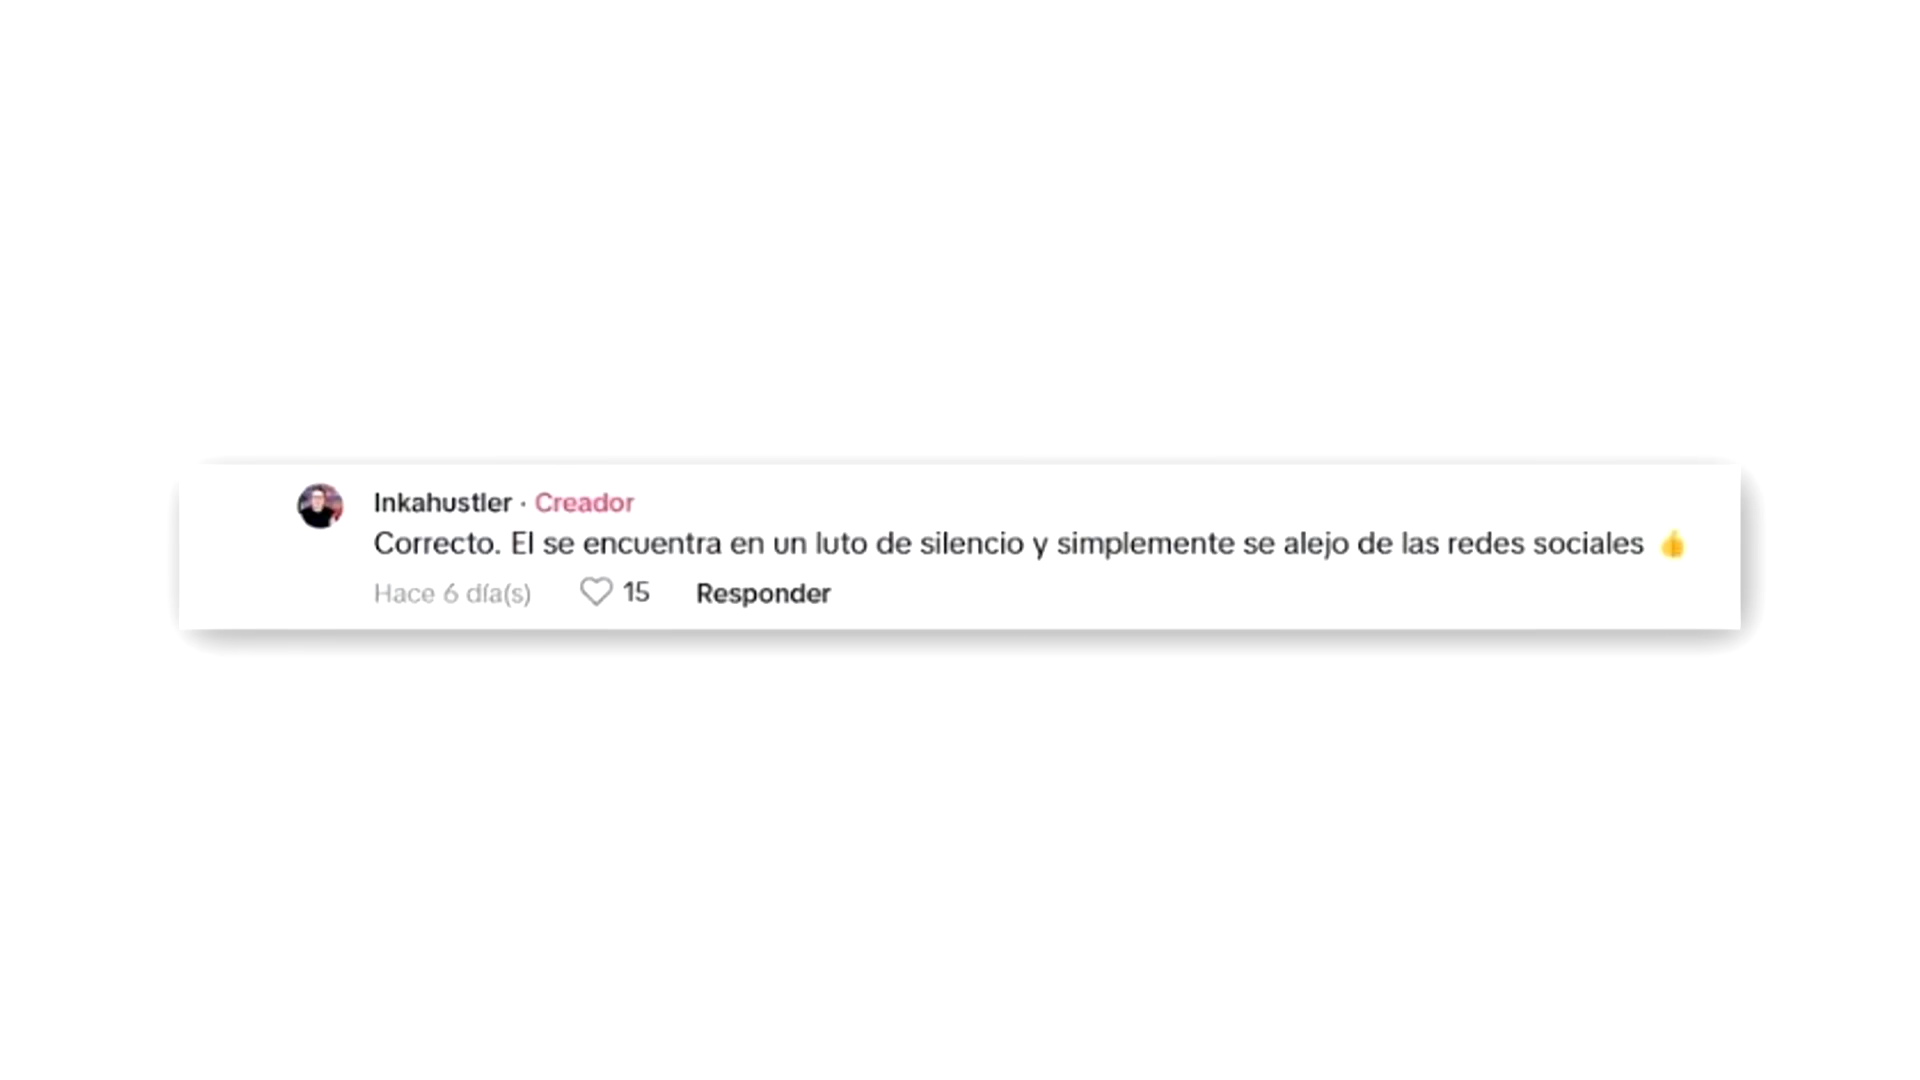 Inkahustler · Creador
Correcto. El se encuentra en un luto de silencio y simplemente se alejo de las redes sociales 👍
Hace 6 día(s) 15 Responder